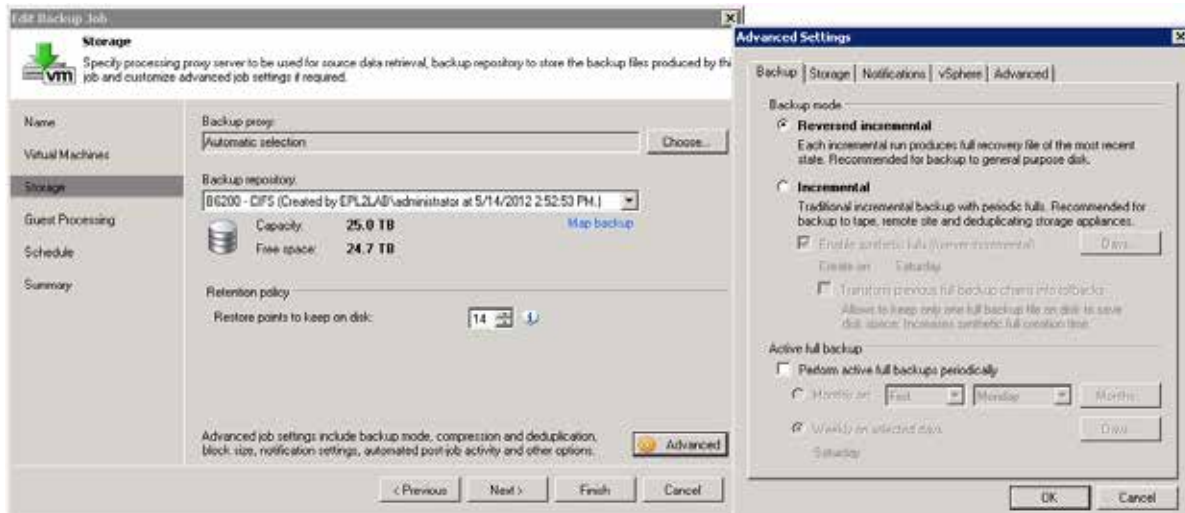 Edit Backup Job
Storage
Specify processing proxy server to be used for source data retrieval, backup repository to store the backup files produced by this
job and customize advanced job settings if required.
vm
Name
Virtual Machines
Storage
Guest Processing
Schedule
Summary
Backup proxy:
Automatic selection
Choose...
Backup repository:
B6200 - CIFS (Created by EPL2LAB\administrator at 5/14/2012 2:52:53 PM.)
Capacity: 25.0 TB
Free space: 24.7 TB
Map backup
Retention policy
Restore points to keep on disk: 14
Advanced job settings include backup mode, compression and deduplication,
block size, notification settings, automated post-job activity and other options.
Advanced
< Previous
Next >
Finish
Cancel
Advanced Settings
Backup
Storage
Notifications
vSphere
Advanced
Backup mode
Reversed incremental
Each incremental run produces full recovery file of the most recent
state. Recommended for backup to general purpose disk.
Incremental
Traditional incremental backup with periodic fulls. Recommended for
backup to tape, remote site and deduplicating storage appliances.
Enable synthetic fulls (forever-incremental)
Days...
Create on: Saturday
Transform previous full backup chains into rollbacks
Allows to keep only one full backup file on disk to save
disk space. Increases synthetic full creation time.
Active full backup
Perform active full backups periodically
Monthly on: First Monday
Months...
Weekly on selected days:
Days...
Saturday
OK
Cancel